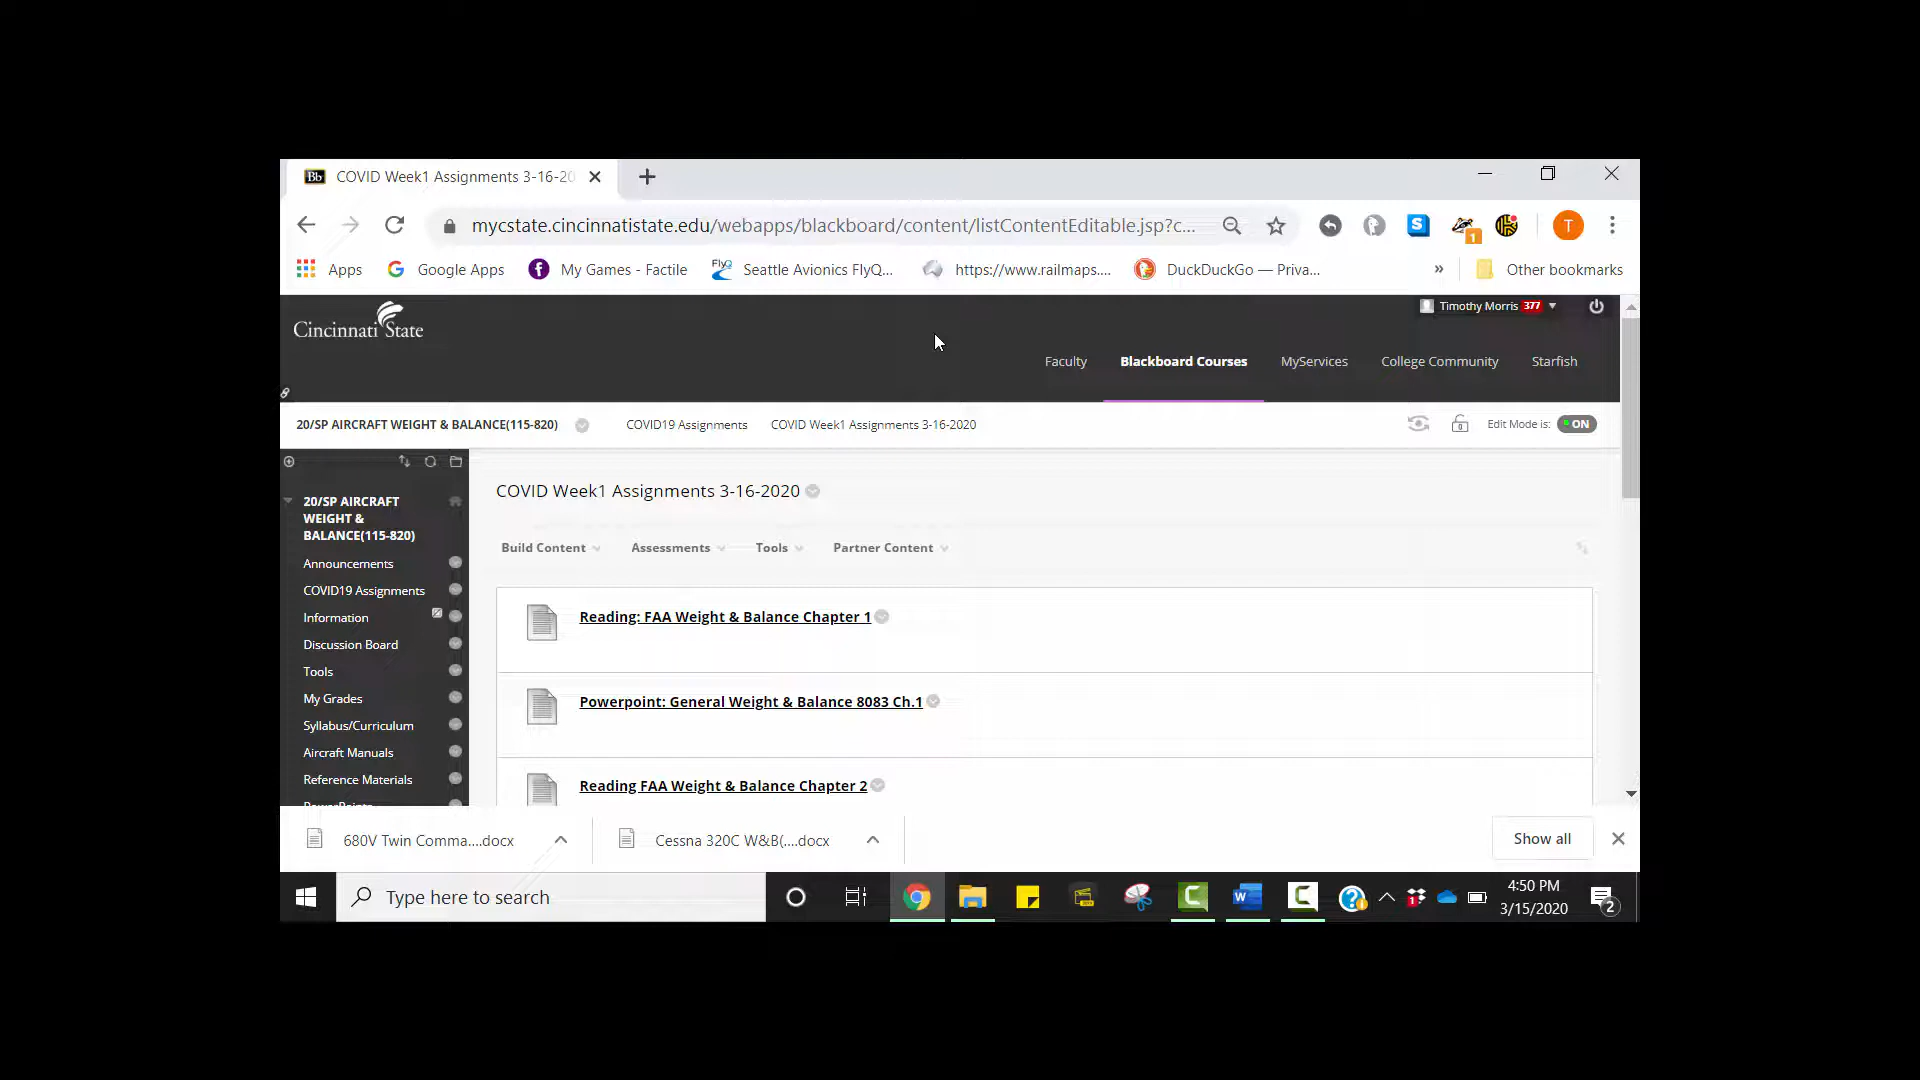 Bb COVID Week1 Assignments 3-16-20
mycstate.cincinnatistate.edu/webapps/blackboard/content/listContentEditable.jsp?c...
1
T
Apps
Google Apps
My Games - Factile
FlyQ
Seattle Avionics FlyQ...
https://www.railmaps....
DuckDuckGo — Priva...
»
Other bookmarks
Cincinnati State
Timothy Morris 377
Faculty
Blackboard Courses
MyServices
College Community
Starfish
20/SP AIRCRAFT WEIGHT & BALANCE(115-820)
COVID19 Assignments
COVID Week1 Assignments 3-16-2020
Edit Mode is: ON
20/SP AIRCRAFT
WEIGHT &
BALANCE(115-820)
Announcements
COVID19 Assignments
Information
Discussion Board
Tools
My Grades
Syllabus/Curriculum
Aircraft Manuals
Reference Materials
PowerPoints
COVID Week1 Assignments 3-16-2020
Build Content
Assessments
Tools
Partner Content
Reading: FAA Weight & Balance Chapter 1
Powerpoint: General Weight & Balance 8083 Ch.1
Reading FAA Weight & Balance Chapter 2
680V Twin Comma....docx
Cessna 320C W&B(....docx
Show all
Type here to search
4:50 PM
3/15/2020
2